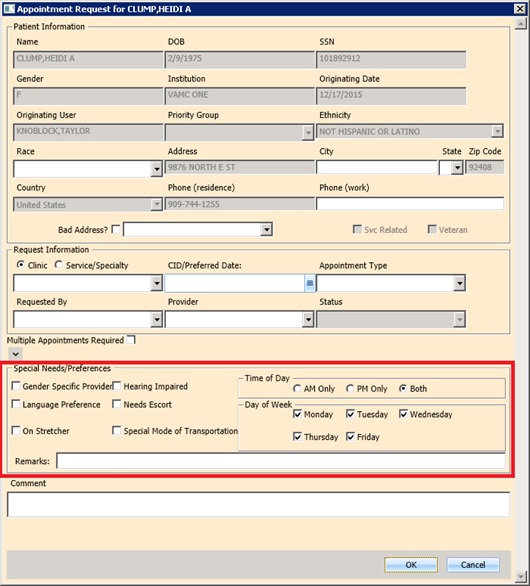 Appointment Request for CLUMP,HEIDI A
Patient Information
Name DOB SSN
CLUMP,HEIDI A 2/9/1975 101892912
Gender Institution Originating Date
F VAMC ONE 12/17/2015
Originating User Priority Group Ethnicity
KNOBLOCK,TAYLOR NOT HISPANIC OR LATINO
Race Address City State Zip Code
9876 NORTH E ST 92408
Country Phone (residence) Phone (work)
United States 909-744-1255
Bad Address? Svc Related Veteran
Request Information
Clinic Service/Specialty CID/Preferred Date: Appointment Type
Requested By Provider Status
Multiple Appointments Required
Special Needs/Preferences
Time of Day
Gender Specific Provider Hearing Impaired AM Only PM Only Both
Language Preference Needs Escort Day of Week
Monday Tuesday Wednesday
On Stretcher Special Mode of Transportation Thursday Friday
Remarks:
Comment
OK Cancel